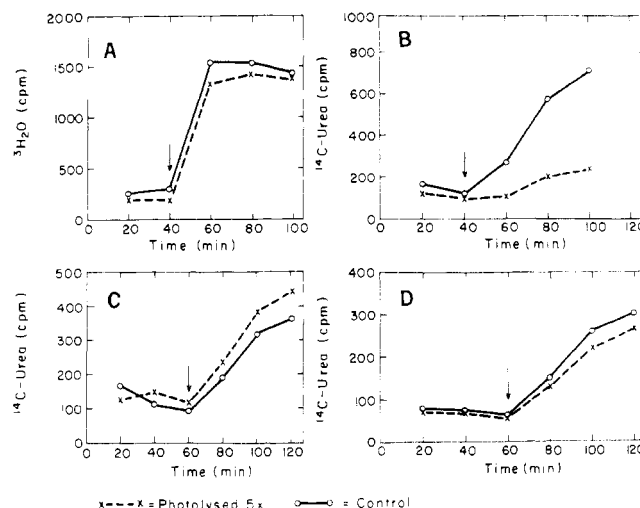 A
³H₂O (cpm)
2000
1500
1000
500
0
0 20 40 60 80 100
Time (min)
B
¹⁴C-Urea (cpm)
1000
800
600
400
200
0
0 20 40 60 80 100 120
Time (min)
C
¹⁴C-Urea (cpm)
500
400
300
200
100
0
0 20 40 60 80 100 120
Time (min)
D
¹⁴C-Urea (cpm)
400
300
200
100
0
0 20 40 60 80 100 120
Time (min)
x---x = Photolysed 5x o—o = Control